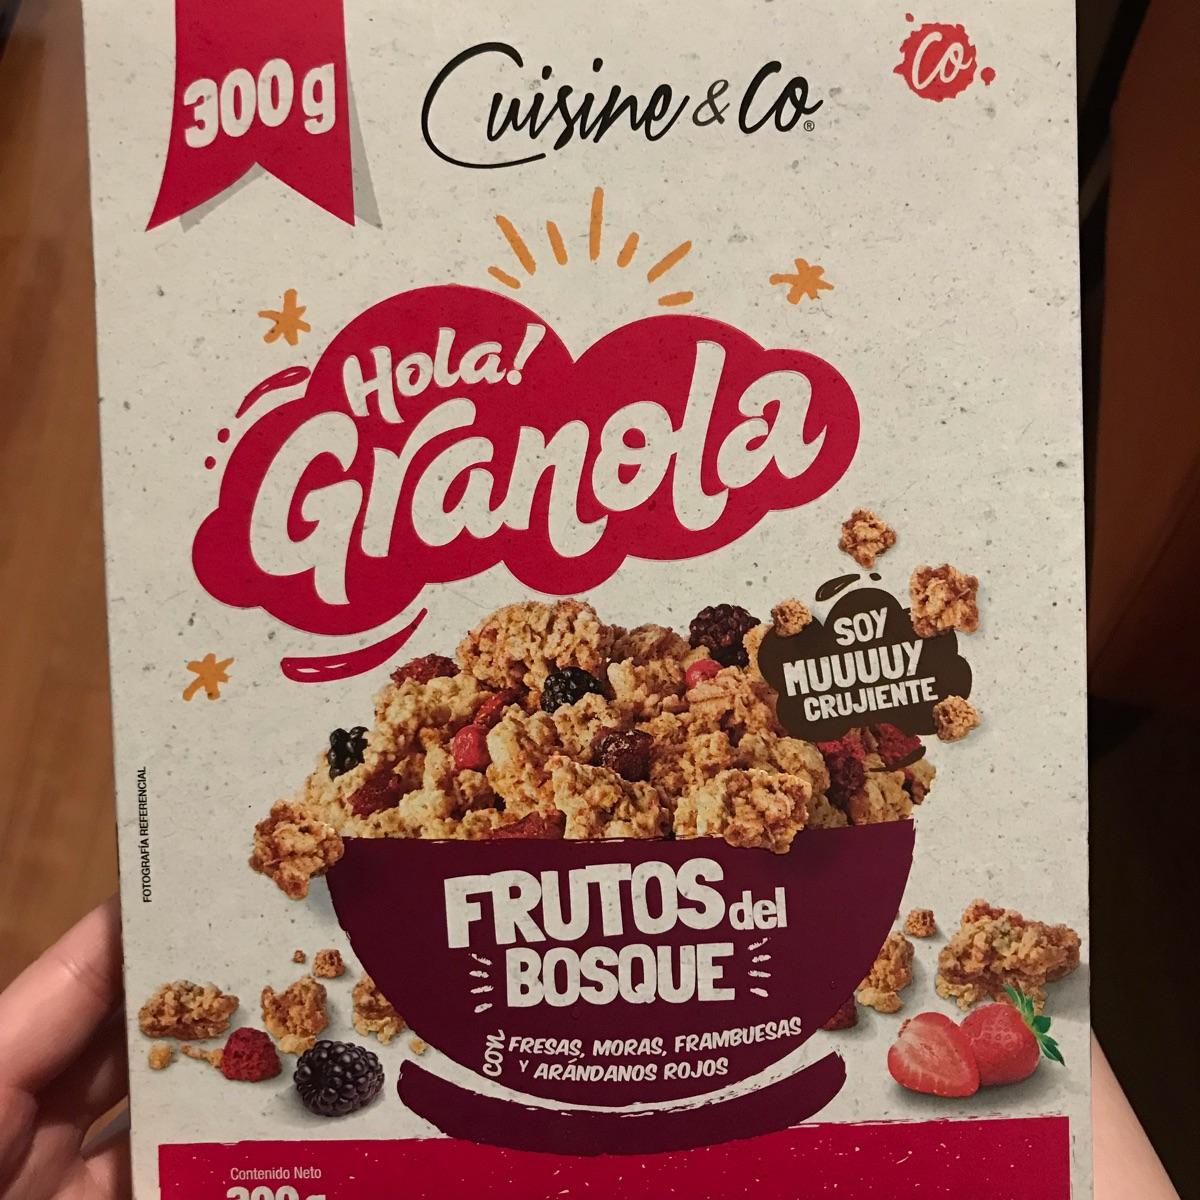 300g
Cuisine & Co®
Co
Hola!
Granola
SOY
MUUUUY
CRUJIENTE
FOTOGRAFÍA REFERENCIAL
FRUTOS del
BOSQUE
con FRESAS, MORAS, FRAMBUESAS
Y ARÁNDANOS ROJOS
Contenido Neto
300 g